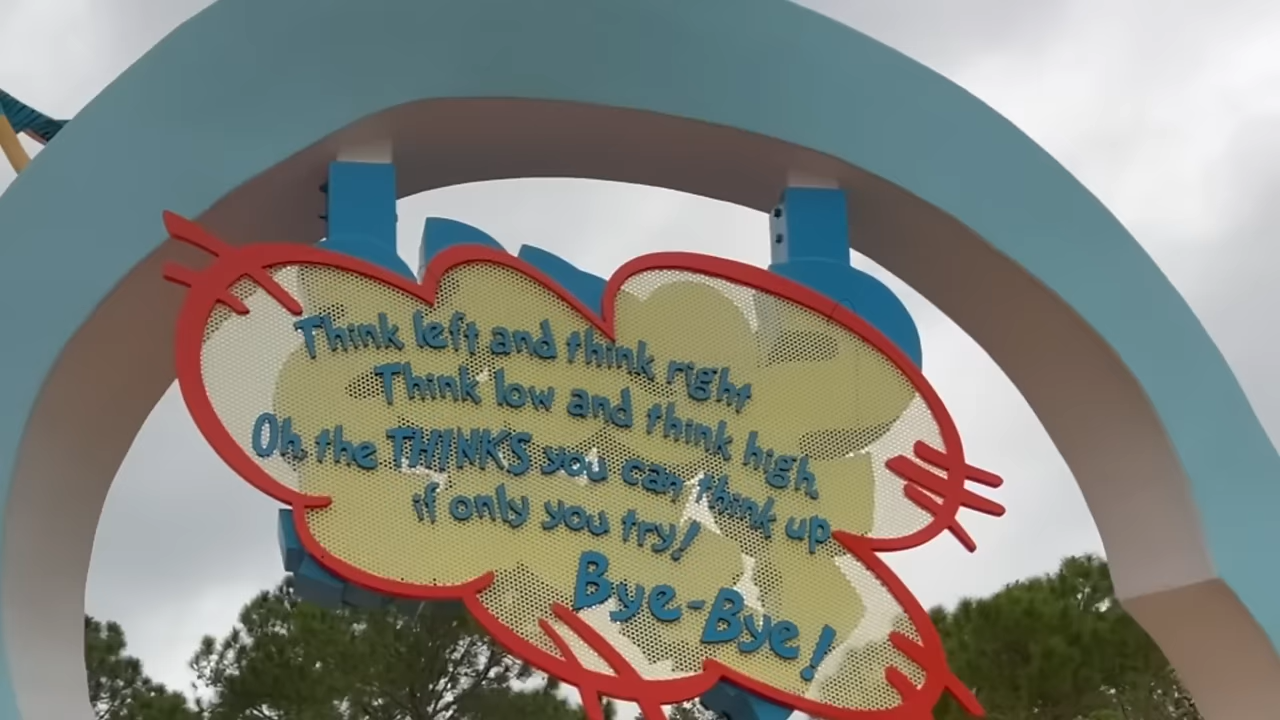 Think left and think right
Think low and think high.
Oh, the THINKS you can think up
if only you try!
Bye-Bye!